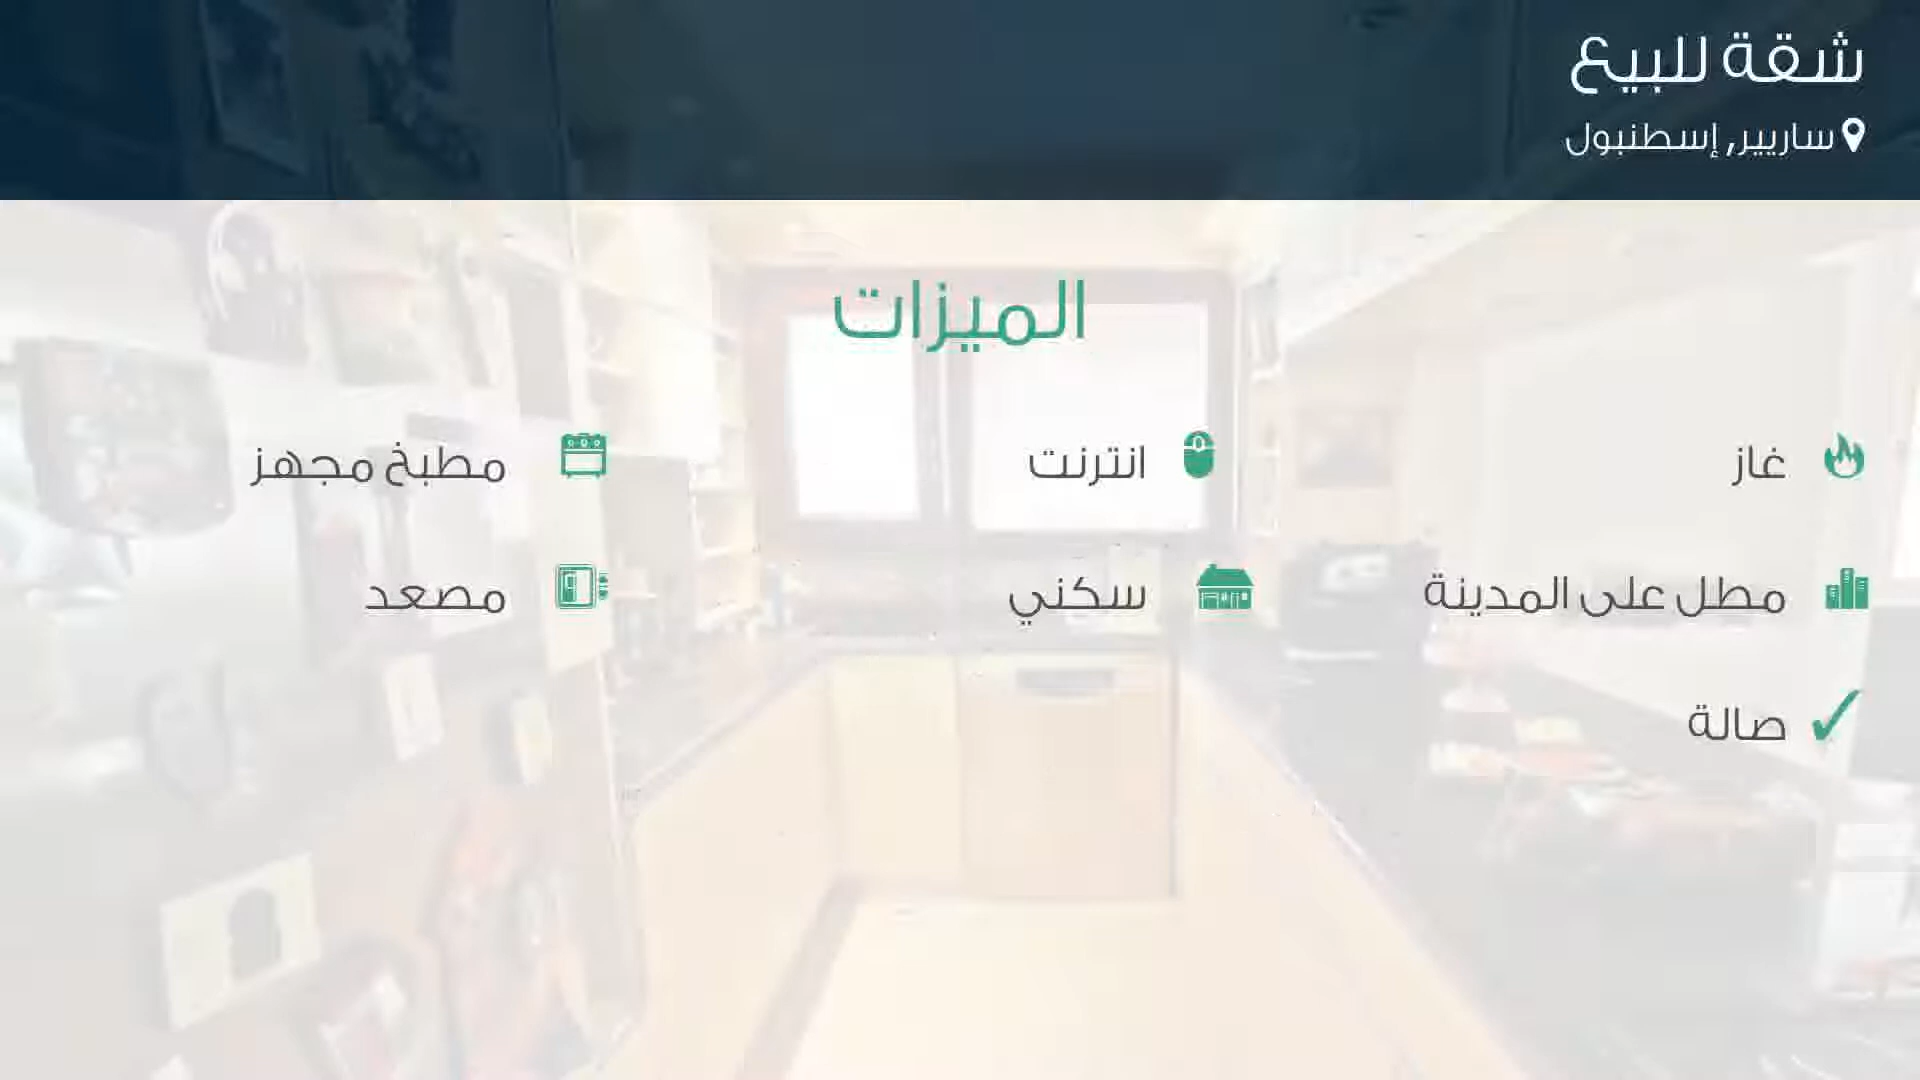 شقة للبيع
ساريير, إسطنبول
الميزات
غاز
انترنت
مطبخ مجهز
مطل على المدينة
سكني
مصعد
صالة